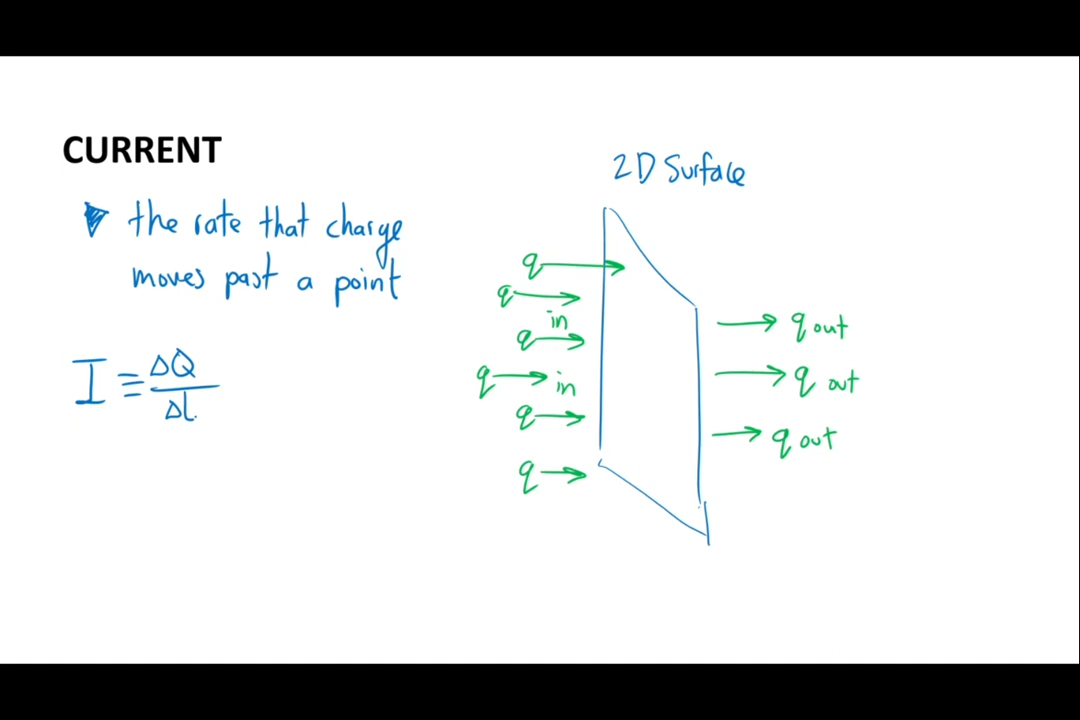 CURRENT
the rate that charge
moves past a point
I ≡ ΔQ
Δt
2D Surface
q
q
in
q
q in
q
q
q out
q out
q out